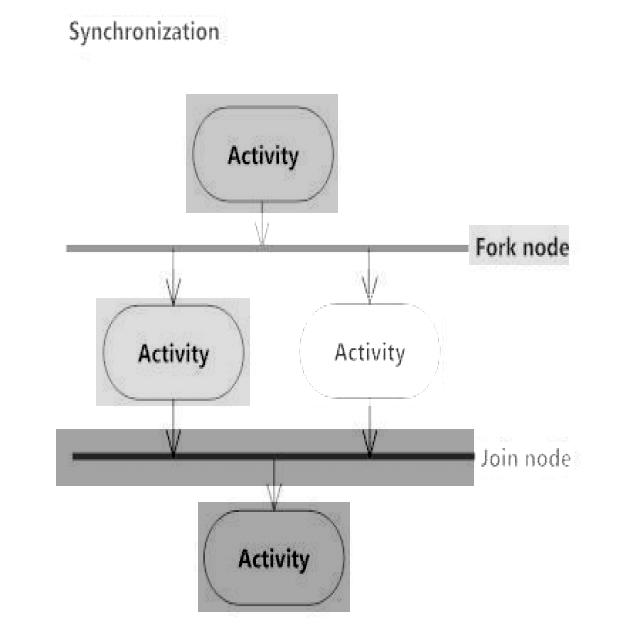 Synchronization
Activity
Fork node
Activity
Activity
Join node
Activity